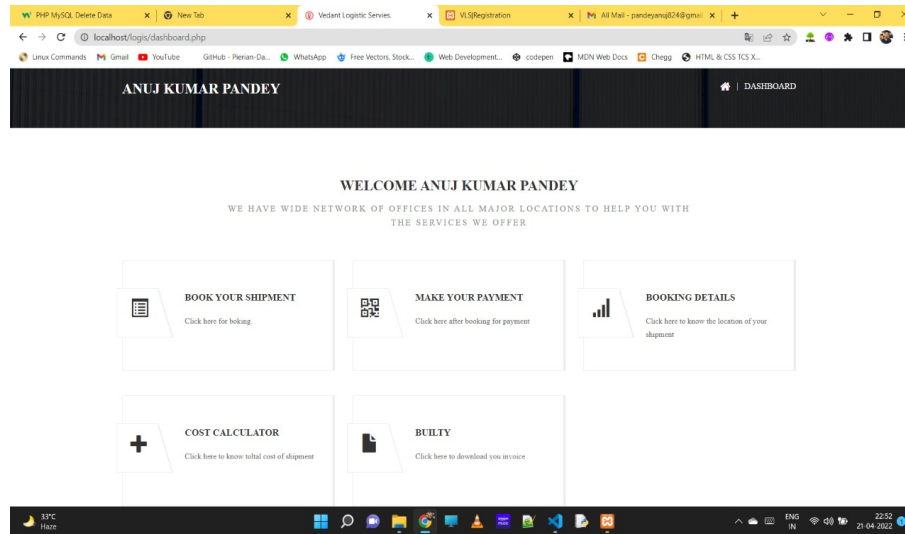 PHP MySQL Delete Data
New Tab
Vedant Logistic Servies.
VLS|Registration
All Mail - pandeyanuj824@gmail
localhost/logis/dashboard.php
Linux Commands
Gmail
YouTube
GitHub - Pierian-Da...
WhatsApp
Free Vectors, Stock...
Web Development...
codepen
MDN Web Docs
Chegg
HTML & CSS TCS X...
ANUJ KUMAR PANDEY
| DASHBOARD
WELCOME ANUJ KUMAR PANDEY
WE HAVE WIDE NETWORK OF OFFICES IN ALL MAJOR LOCATIONS TO HELP YOU WITH
THE SERVICES WE OFFER
BOOK YOUR SHIPMENT
Click here for boking.
MAKE YOUR PAYMENT
Click here after booking for payment
BOOKING DETAILS
Click here to know the location of your
shipment
COST CALCULATOR
Click here to know toltal cost of shipment
BUILTY
Click here to download you invoice
33°C
Haze
ENG
IN
22:52
21-04-2022